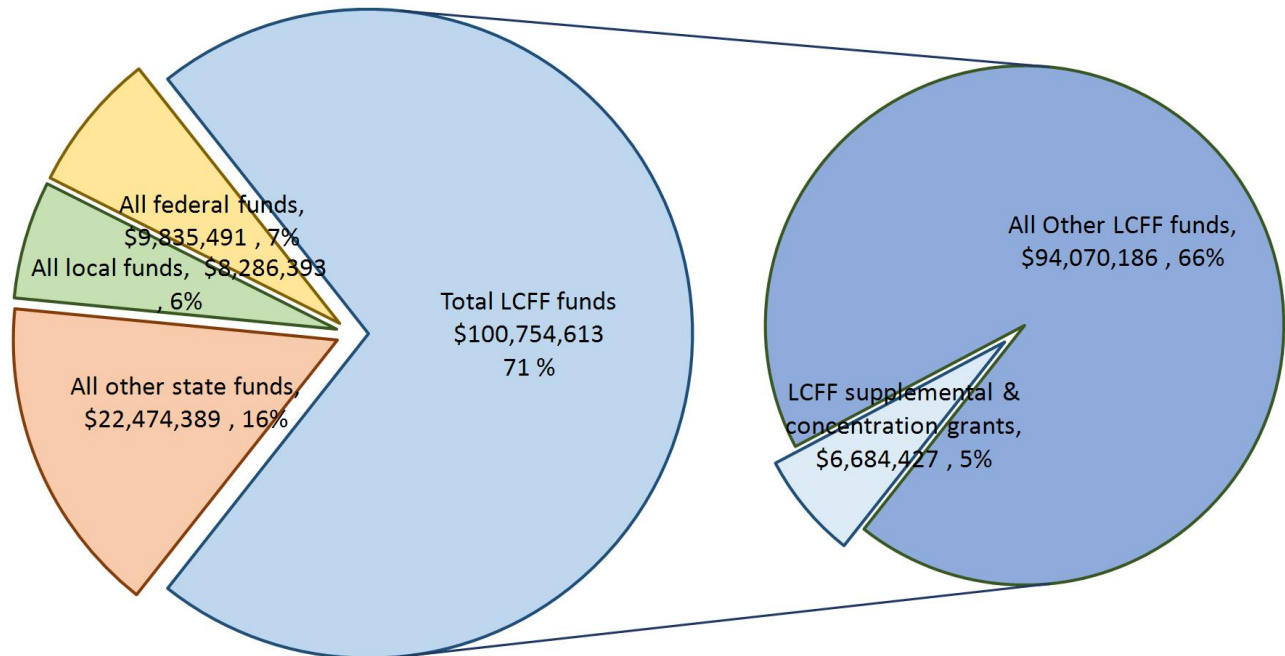 All federal funds,
$9,835,491 , 7%
All local funds,  $8,286,393
, 6%
All other state funds,
$22,474,389 , 16%
Total LCFF funds
$100,754,613
71 %
All Other LCFF funds,
$94,070,186 , 66%
LCFF supplemental &
concentration grants,
$6,684,427 , 5%